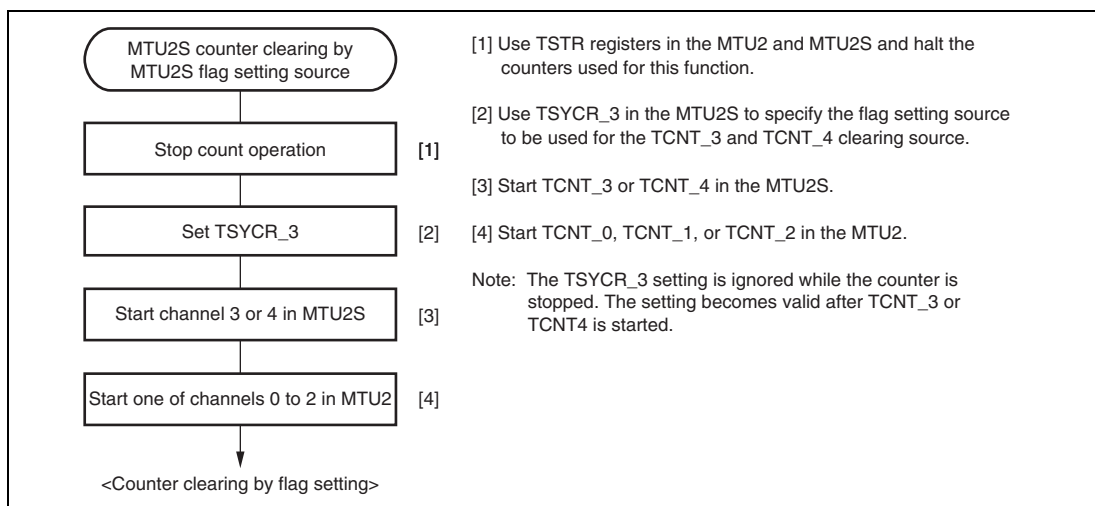 MTU2S counter clearing by
MTU2S flag setting source
Stop count operation
[1]
Set TSYCR_3
[2]
Start channel 3 or 4 in MTU2S
[3]
Start one of channels 0 to 2 in MTU2
[4]
<Counter clearing by flag setting>
[1] Use TSTR registers in the MTU2 and MTU2S and halt the
counters used for this function.
[2] Use TSYCR_3 in the MTU2S to specify the flag setting source
to be used for the TCNT_3 and TCNT_4 clearing source.
[3] Start TCNT_3 or TCNT_4 in the MTU2S.
[4] Start TCNT_0, TCNT_1, or TCNT_2 in the MTU2.
Note: The TSYCR_3 setting is ignored while the counter is
stopped. The setting becomes valid after TCNT_3 or
TCNT4 is started.